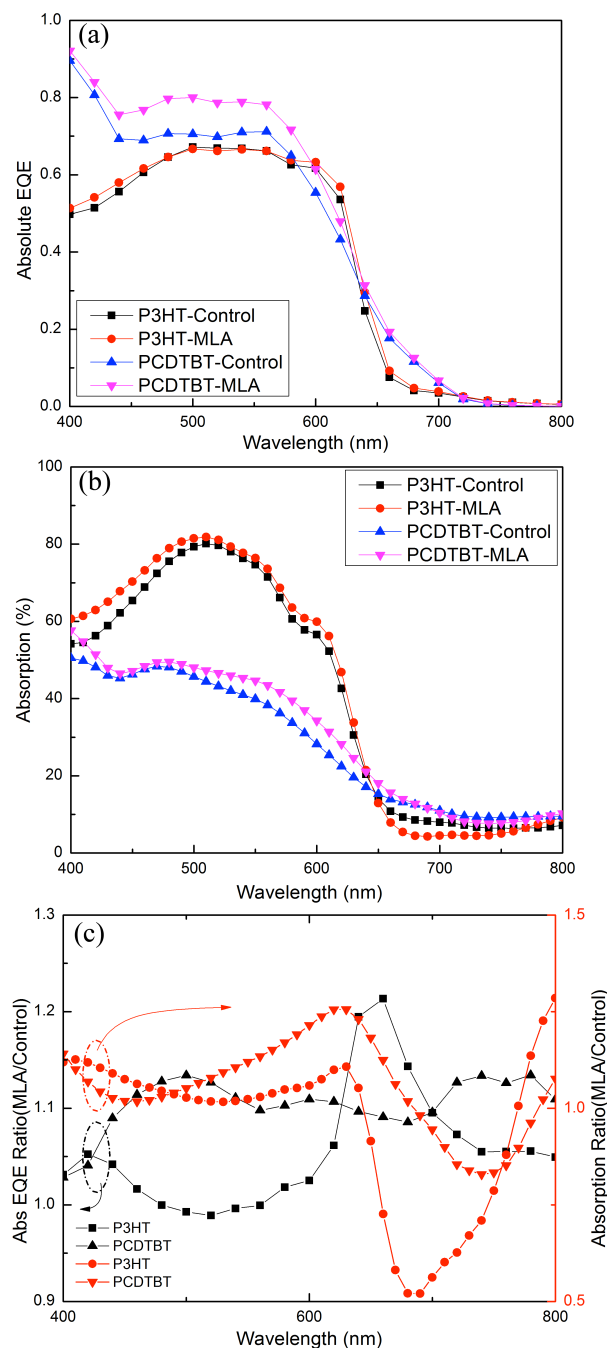 (a)
1.0
0.8
0.6
0.4
0.2
0.0
Absolute EQE
P3HT-Control
P3HT-MLA
PCDTBT-Control
PCDTBT-MLA
400 500 600 700 800
Wavelength (nm)
(b)
100
80
60
40
20
0
Absorption (%)
P3HT-Control
P3HT-MLA
PCDTBT-Control
PCDTBT-MLA
400 500 600 700 800
Wavelength (nm)
(c)
1.3
1.2
1.1
1.0
0.9
Abs EQE Ratio(MLA/Control)
1.5
1.0
0.5
Absorption Ratio(MLA/Control)
P3HT
PCDTBT
P3HT
PCDTBT
400 600 800
Wavelength (nm)